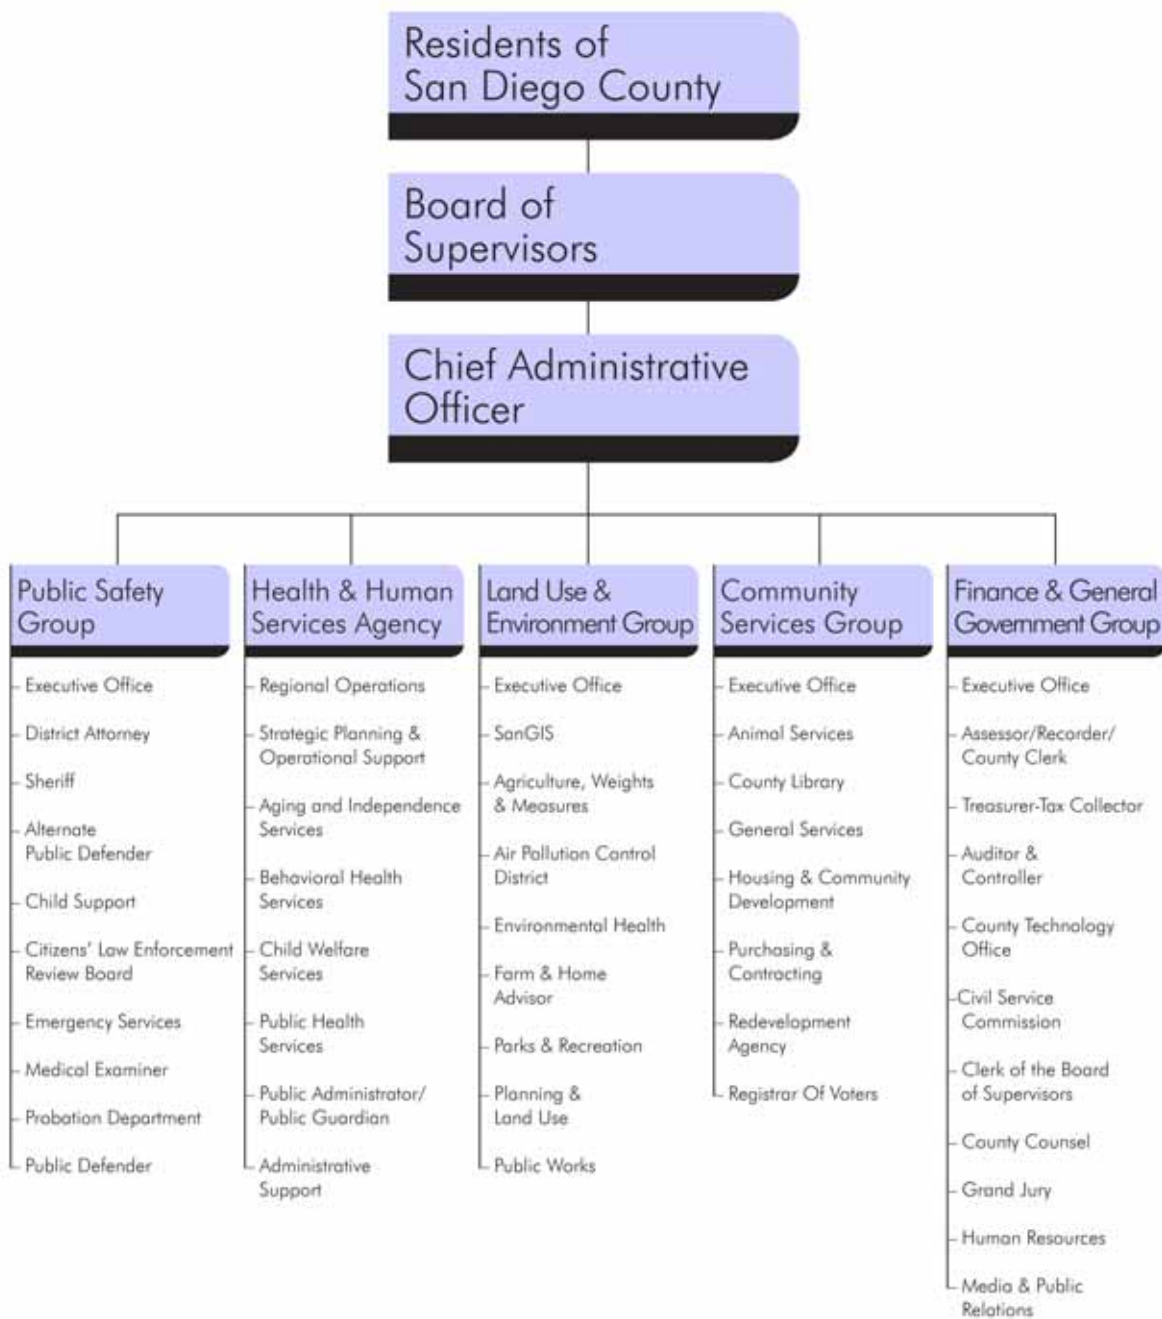 Residents of
San Diego County
Board of
Supervisors
Chief Administrative
Officer
Public Safety
Group
Executive Office
District Attorney
Sheriff
Alternate
Public Defender
Child Support
Citizens' Law Enforcement
Review Board
Emergency Services
Medical Examiner
Probation Department
Public Defender
Health & Human
Services Agency
Regional Operations
Strategic Planning &
Operational Support
Aging and Independence
Services
Behavioral Health
Services
Child Welfare
Services
Public Health
Services
Public Administrator/
Public Guardian
Administrative
Support
Land Use &
Environment Group
Executive Office
SanGIS
Agriculture, Weights
& Measures
Air Pollution Control
District
Environmental Health
Farm & Home
Advisor
Parks & Recreation
Planning &
Land Use
Public Works
Community
Services Group
Executive Office
Animal Services
County Library
General Services
Housing & Community
Development
Purchasing &
Contracting
Redevelopment
Agency
Registrar Of Voters
Finance & General
Government Group
Executive Office
Assessor/Recorder/
County Clerk
Treasurer-Tax Collector
Auditor &
Controller
County Technology
Office
Civil Service
Commission
Clerk of the Board
of Supervisors
County Counsel
Grand Jury
Human Resources
Media & Public
Relations